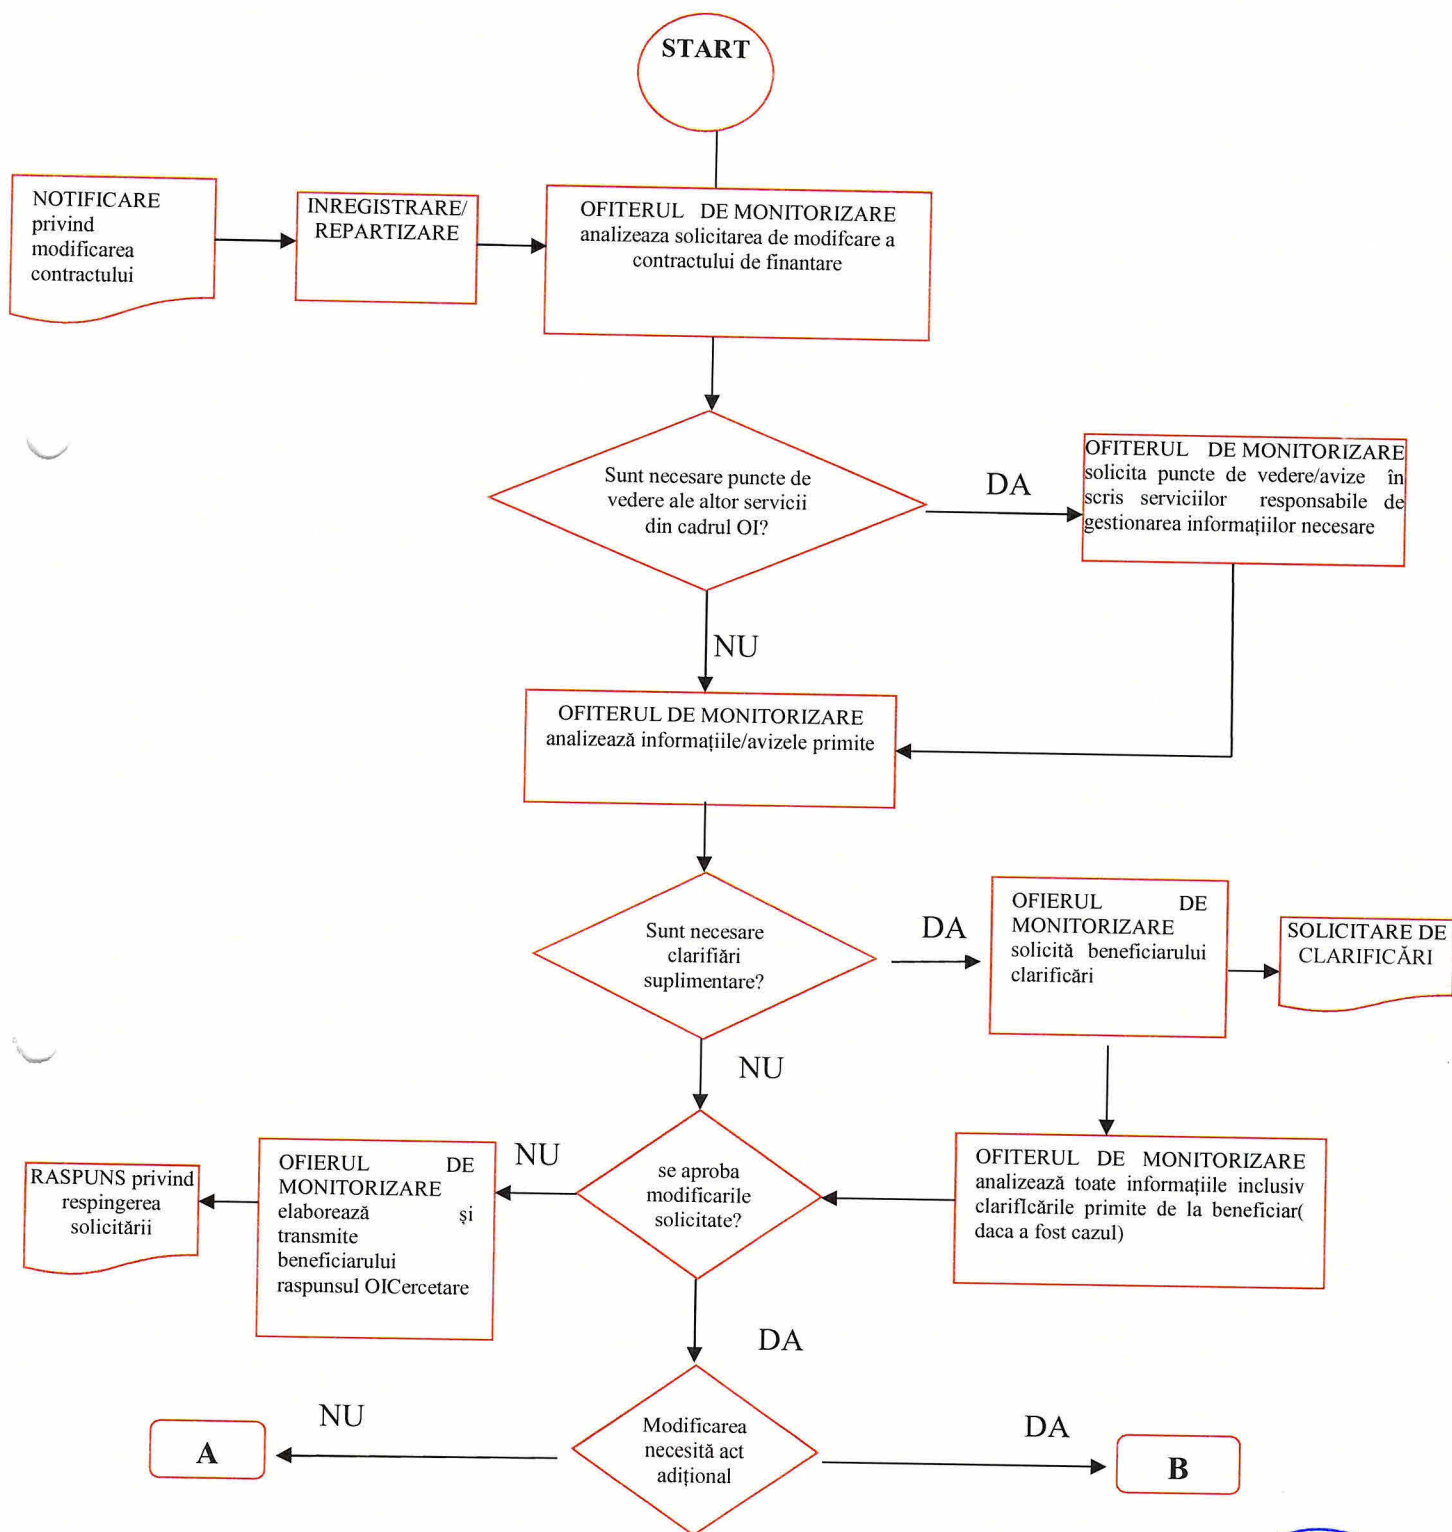 START
NOTIFICARE
privind
modificarea
contractului
INREGISTRARE/
REPARTIZARE
OFITERUL DE MONITORIZARE
analizeaza solicitarea de modifcare a
contractului de finantare
Sunt necesare puncte de
vedere ale altor servicii
din cadrul OI?
DA
OFITERUL DE MONITORIZARE
solicita puncte de vedere/avize în
scris serviciilor responsabile de
gestionarea informațiilor necesare
NU
OFITERUL DE MONITORIZARE
analizează informațiile/avizele primite
Sunt necesare
clarifiări
suplimentare?
DA
OFIERUL DE
MONITORIZARE
solicită beneficiarului
clarificări
SOLICITARE DE
CLARIFICĂRI
NU
se aproba
modificarile
solicitate?
NU
OFIERUL DE
MONITORIZARE
elaborează și
transmite
beneficiarului
raspunsul OICercetare
RASPUNS privind
respingerea
solicitării
OFITERUL DE MONITORIZARE
analizează toate informațiile inclusiv
clarifIcările primite de la beneficiar(
daca a fost cazul)
DA
Modificarea
necesită act
adițional
NU
A
DA
B